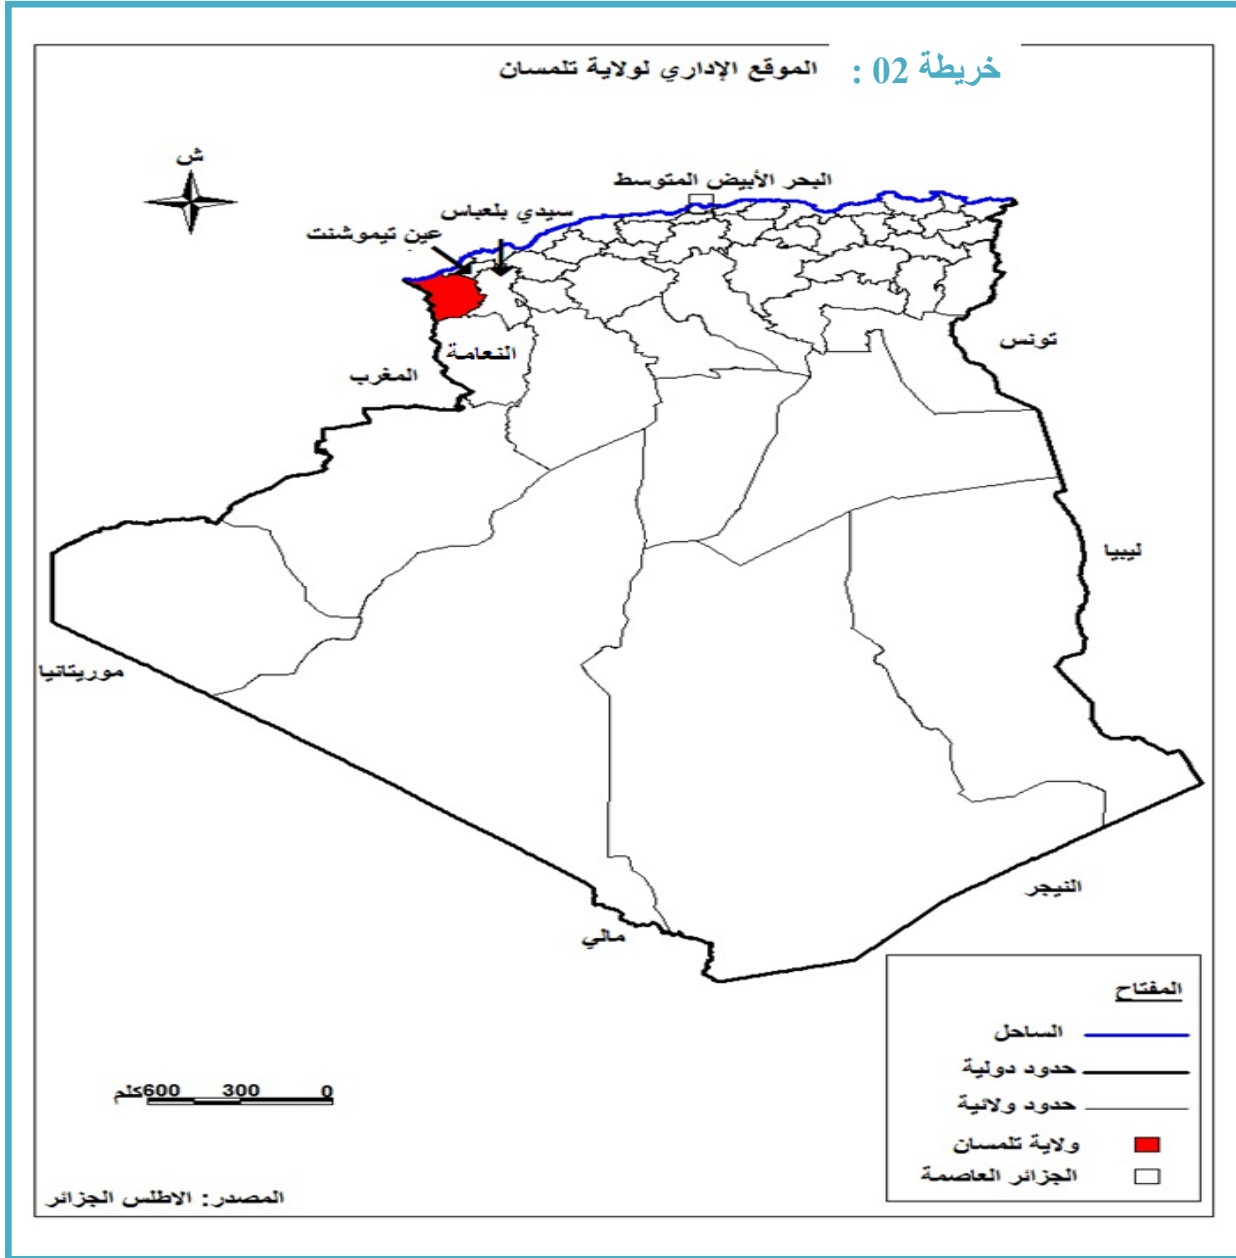 خريطة 02 : الموقع الإداري لولاية تلمسان
ش
البحر الأبيض المتوسط
سيدي بلعباس
عين تيموشنت
تونس
النعامة
المغرب
ليبيا
موريتانيا
النيجر
مالي
المفتاح
الساحل
حدود دولية
حدود ولائية
ولاية تلمسان
الجزائر العاصمة
0 300 600كلم
المصدر: الاطلس الجزائر